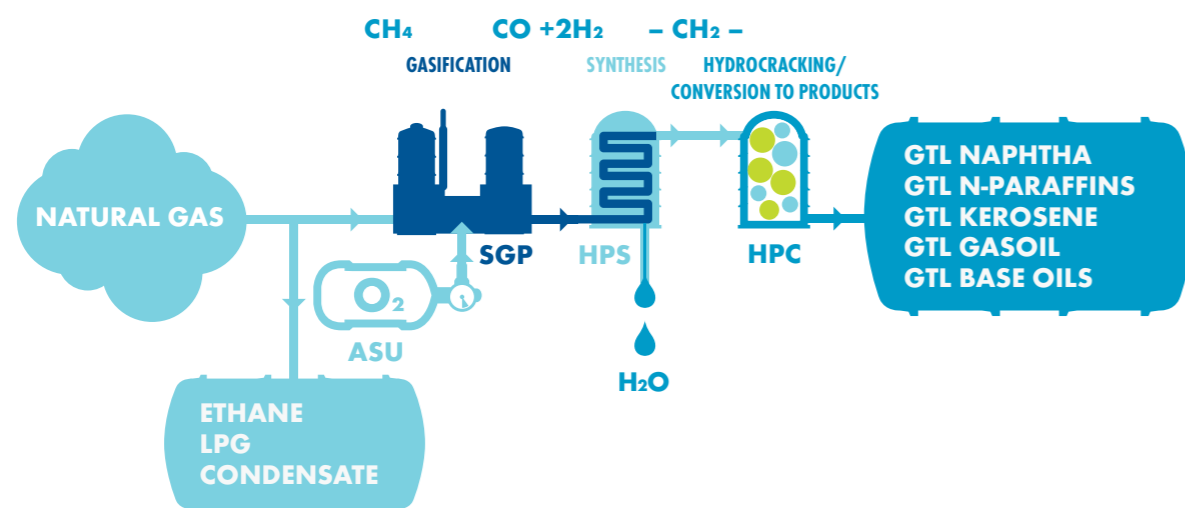 CH₄ CO +2H₂ – CH₂ –
GASIFICATION SYNTHESIS HYDROCRACKING/
CONVERSION TO PRODUCTS
NATURAL GAS
GTL NAPHTHA
GTL N-PARAFFINS
GTL KEROSENE
GTL GASOIL
GTL BASE OILS
SGP HPS HPC
O₂
ASU
H₂O
ETHANE
LPG
CONDENSATE